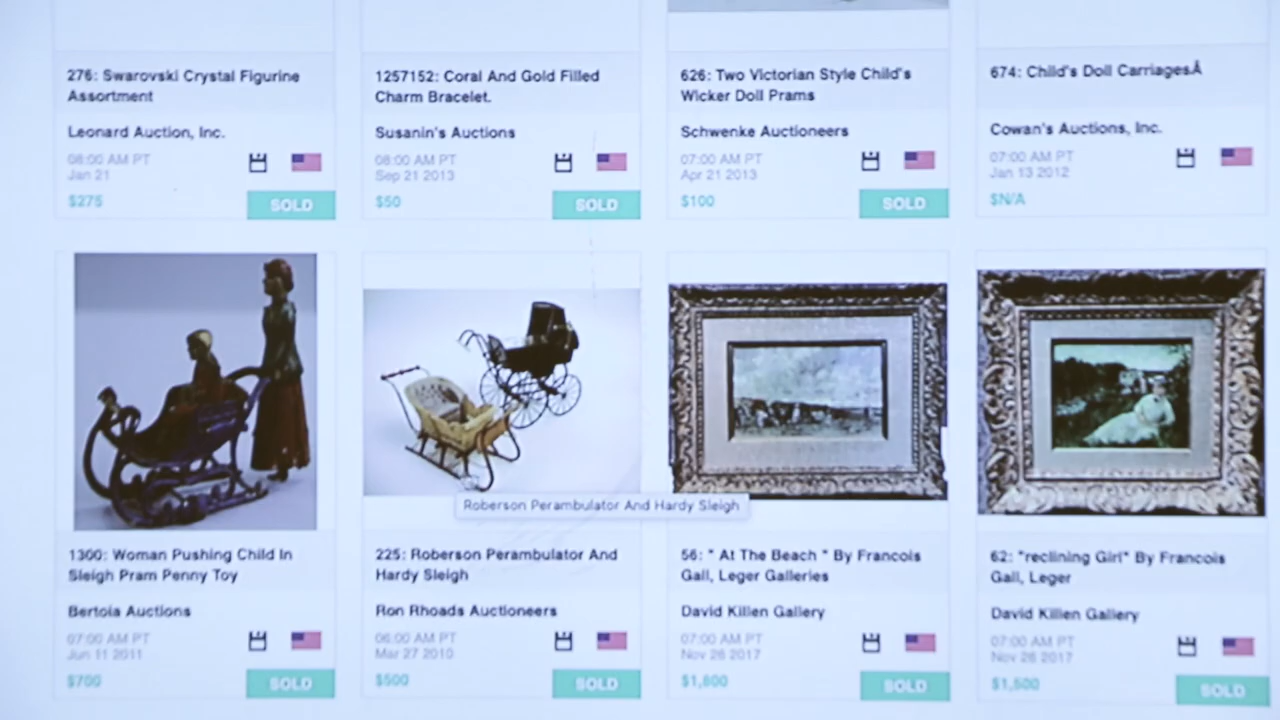 276: Swarovski Crystal Figurine
Assortment
Leonard Auction, Inc.
08:00 AM PT
Jan 21
$275
SOLD
1257152: Coral And Gold Filled
Charm Bracelet.
Susanin's Auctions
08:00 AM PT
Sep 21 2013
$50
SOLD
626: Two Victorian Style Child's
Wicker Doll Prams
Schwenke Auctioneers
07:00 AM PT
Apr 21 2013
$100
SOLD
674: Child's Doll CarriagesÂ
Cowan's Auctions, Inc.
07:00 AM PT
Jan 13 2012
$N/A
1300: Woman Pushing Child In
Sleigh Pram Penny Toy
Bertoia Auctions
07:00 AM PT
Jun 11 2011
$700
SOLD
Roberson Perambulator And Hardy Sleigh
225: Roberson Perambulator And
Hardy Sleigh
Ron Rhoads Auctioneers
06:00 AM PT
Mar 27 2010
$500
SOLD
56: " At The Beach " By Francois
Gall, Leger Galleries
David Killen Gallery
07:00 AM PT
Nov 26 2017
$1,800
SOLD
62: "reclining Girl" By Francois
Gall, Leger
David Killen Gallery
07:00 AM PT
Nov 26 2017
$1,500
SOLD